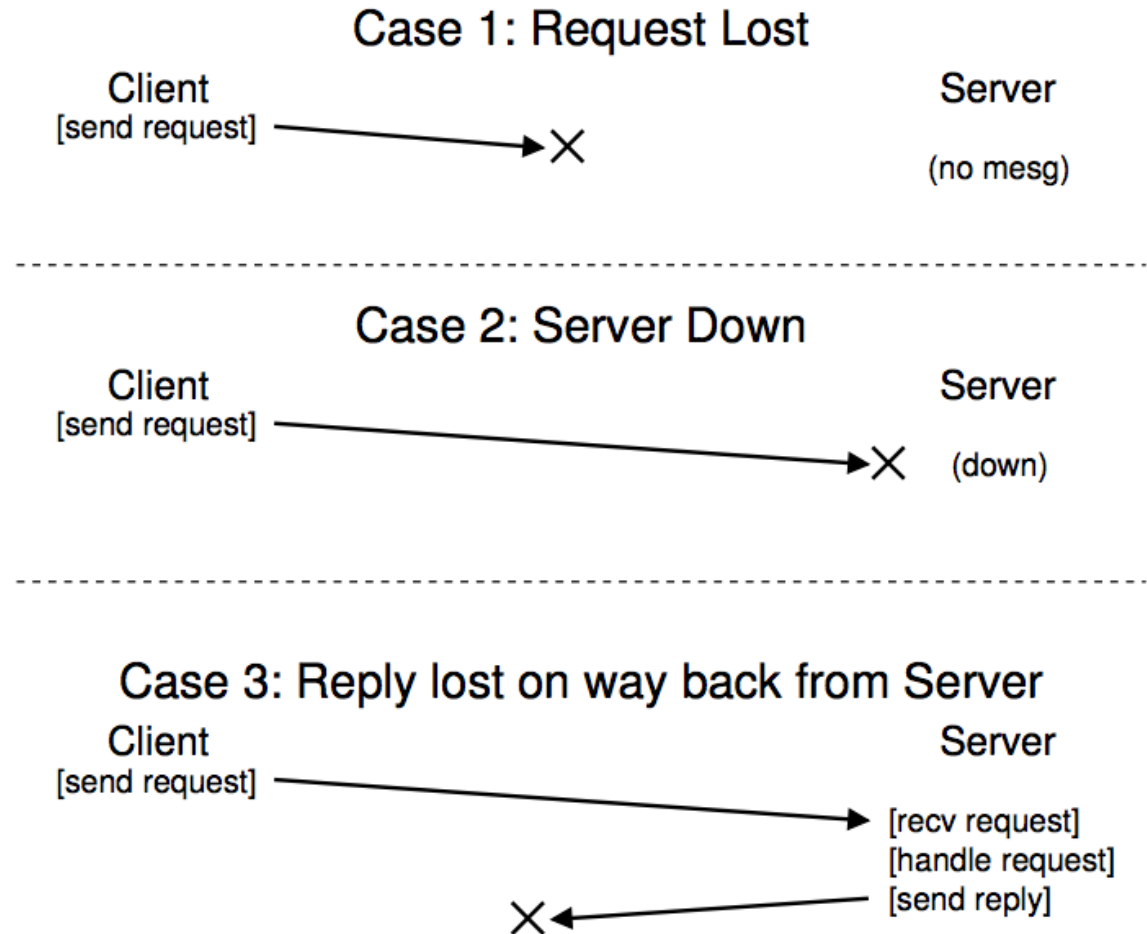 Case 1: Request Lost
Client Server
[send request]
(no mesg)
Case 2: Server Down
Client Server
[send request]
(down)
Case 3: Reply lost on way back from Server
Client Server
[send request]
[recv request]
[handle request]
[send reply]